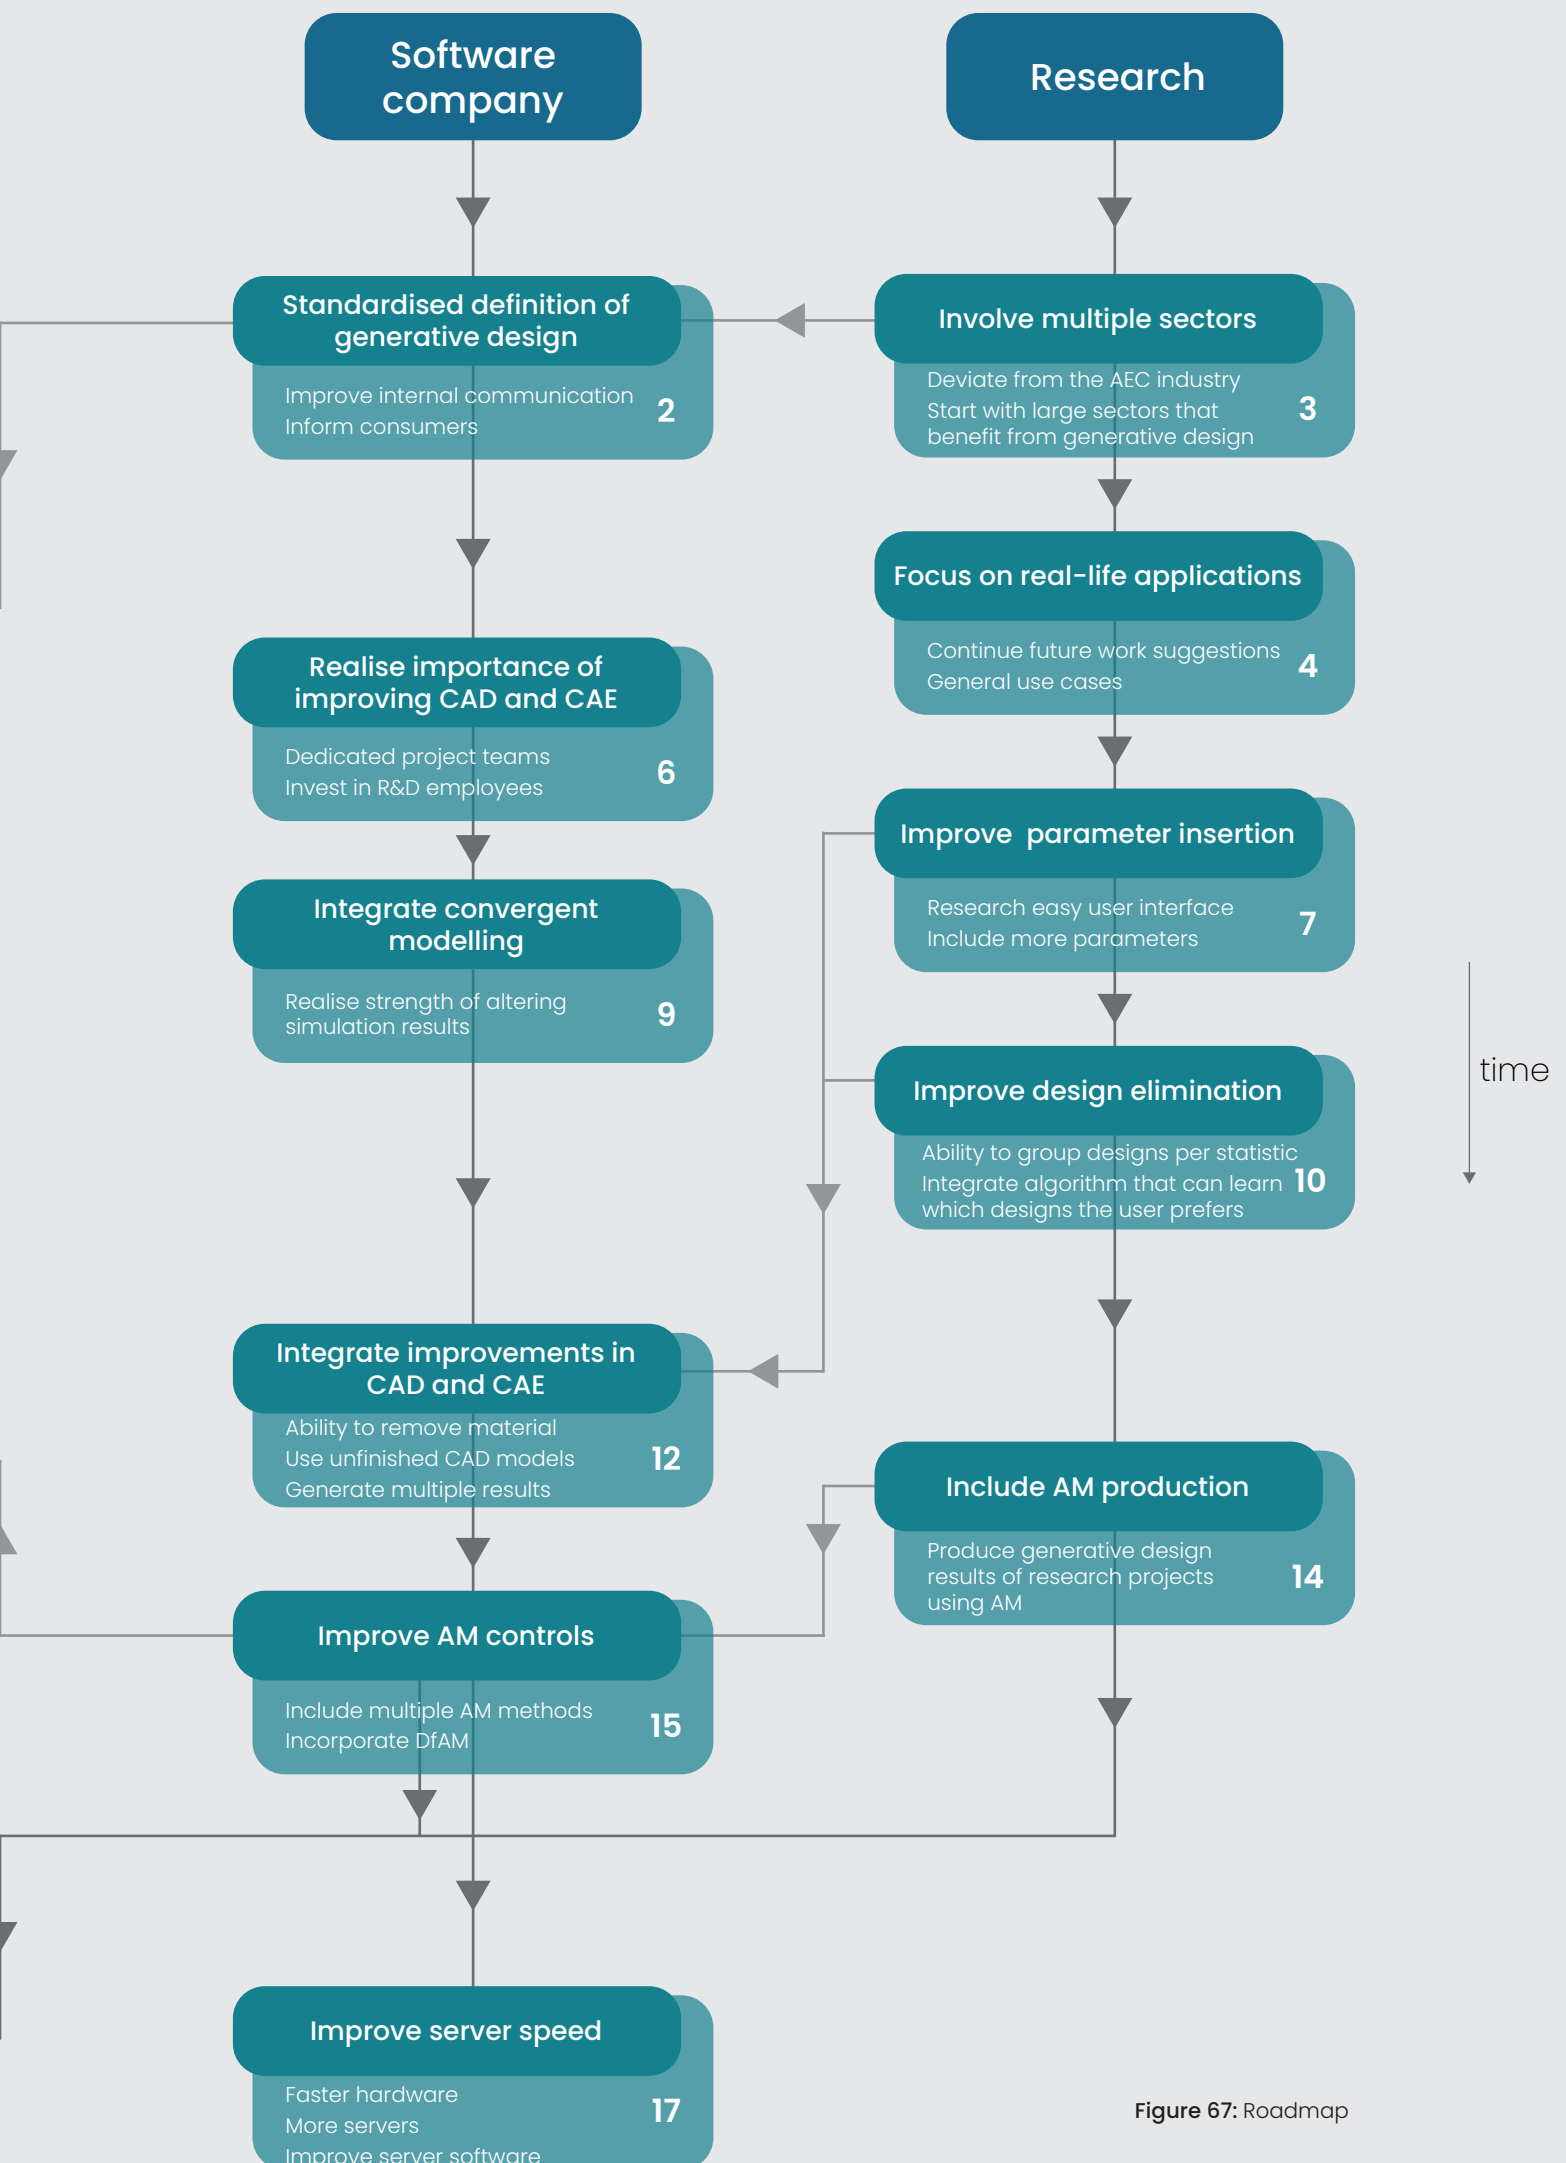 Software
company
Research
Standardised definition of
generative design
Improve internal communication
Inform consumers
2
Involve multiple sectors
Deviate from the AEC industry
Start with large sectors that
benefit from generative design
3
Focus on real-life applications
Continue future work suggestions
General use cases
4
Realise importance of
improving CAD and CAE
Dedicated project teams
Invest in R&D employees
6
Improve parameter insertion
Research easy user interface
Include more parameters
7
Integrate convergent
modelling
Realise strength of altering
simulation results
9
time
Improve design elimination
Ability to group designs per statistic
Integrate algorithm that can learn
which designs the user prefers
10
Integrate improvements in
CAD and CAE
Ability to remove material
Use unfinished CAD models
Generate multiple results
12
Include AM production
Produce generative design
results of research projects
using AM
14
Improve AM controls
Include multiple AM methods
Incorporate DfAM
15
Improve server speed
Faster hardware
More servers
Improve server software
17
Figure 67: Roadmap